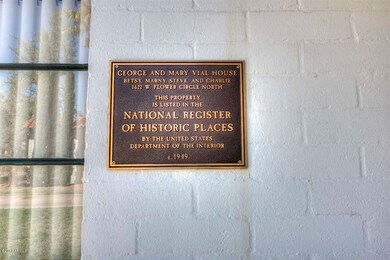 GEORGE AND MARY VIAL HOUSE
BETSY, MARNY, STEVE, AND CHARLIE
1621 W FLOWER CIRCLE NORTH
THIS PROPERTY
IS LISTED IN THE
NATIONAL REGISTER
OF HISTORIC PLACES
BY THE UNITED STATES
DEPARTMENT OF THE INTERIOR
c.1949